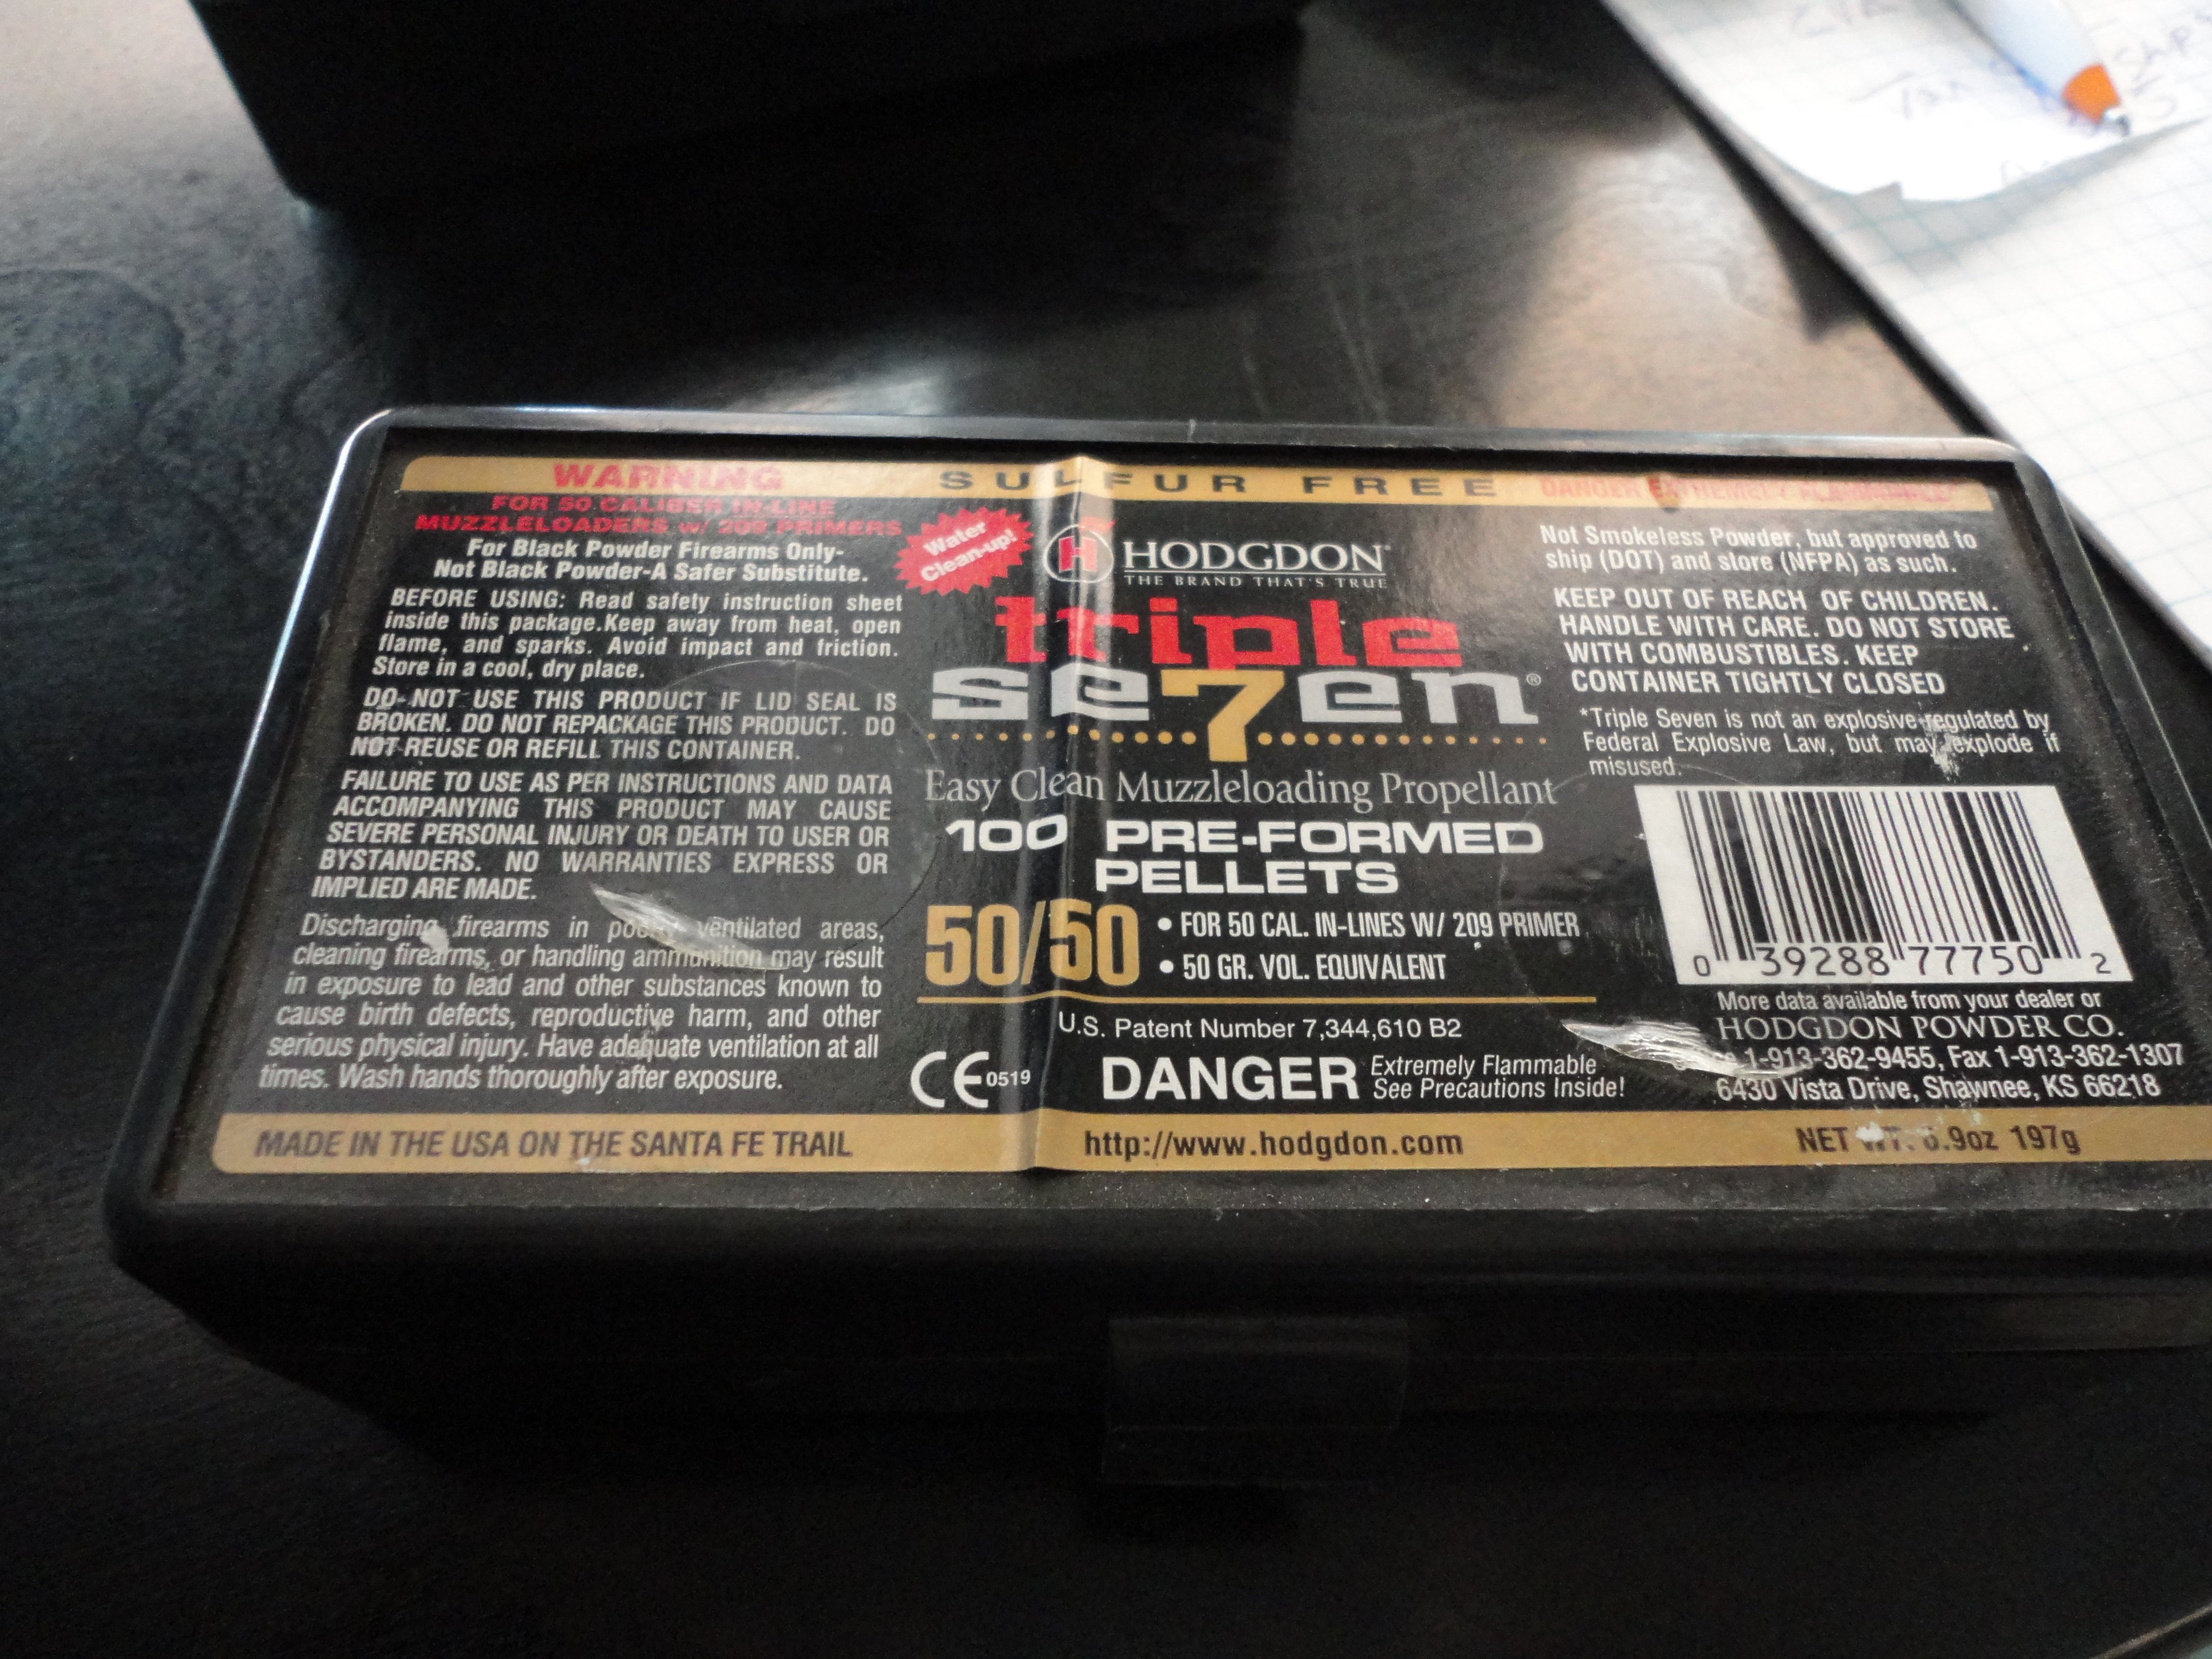 WARNING
FOR 50 CALIBER IN-LINE
MUZZLELOADERS w/ 209 PRIMERS
For Black Powder Firearms Only-
Not Black Powder-A Safer Substitute.
BEFORE USING: Read safety instruction sheet
inside this package.Keep away from heat, open
flame, and sparks. Avoid impact and friction.
Store in a cool, dry place.
DO NOT USE THIS PRODUCT IF LID SEAL IS
BROKEN. DO NOT REPACKAGE THIS PRODUCT. DO
NOT REUSE OR REFILL THIS CONTAINER.
FAILURE TO USE AS PER INSTRUCTIONS AND DATA
ACCOMPANYING THIS PRODUCT MAY CAUSE
SEVERE PERSONAL INJURY OR DEATH TO USER OR
BYSTANDERS. NO WARRANTIES EXPRESS OR
IMPLIED ARE MADE.
Discharging firearms in poorly ventilated areas,
cleaning firearms, or handling ammunition may result
in exposure to lead and other substances known to
cause birth defects, reproductive harm, and other
serious physical injury. Have adequate ventilation at all
times. Wash hands thoroughly after exposure.
MADE IN THE USA ON THE SANTA FE TRAIL
SULFUR FREE
Water
Clean-up!
H HODGDON®
THE BRAND THAT'S TRUE
triple
se7en®
Easy Clean Muzzleloading Propellant
100 PRE-FORMED
PELLETS
50/50
• FOR 50 CAL. IN-LINES W/ 209 PRIMER
• 50 GR. VOL. EQUIVALENT
U.S. Patent Number 7,344,610 B2
CE 0519
DANGER Extremely Flammable
See Precautions Inside!
http://www.hodgdon.com
DANGER EXTREMELY FLAMMABLE*
Not Smokeless Powder, but approved to
ship (DOT) and store (NFPA) as such.
KEEP OUT OF REACH OF CHILDREN.
HANDLE WITH CARE. DO NOT STORE
WITH COMBUSTIBLES. KEEP
CONTAINER TIGHTLY CLOSED
*Triple Seven is not an explosive regulated by
Federal Explosive Law, but may explode if
misused.
0 39288 77750 2
More data available from your dealer or
HODGDON POWDER CO.
1-913-362-9455, Fax 1-913-362-1307
6430 Vista Drive, Shawnee, KS 66218
NET WT. 6.9oz 197g